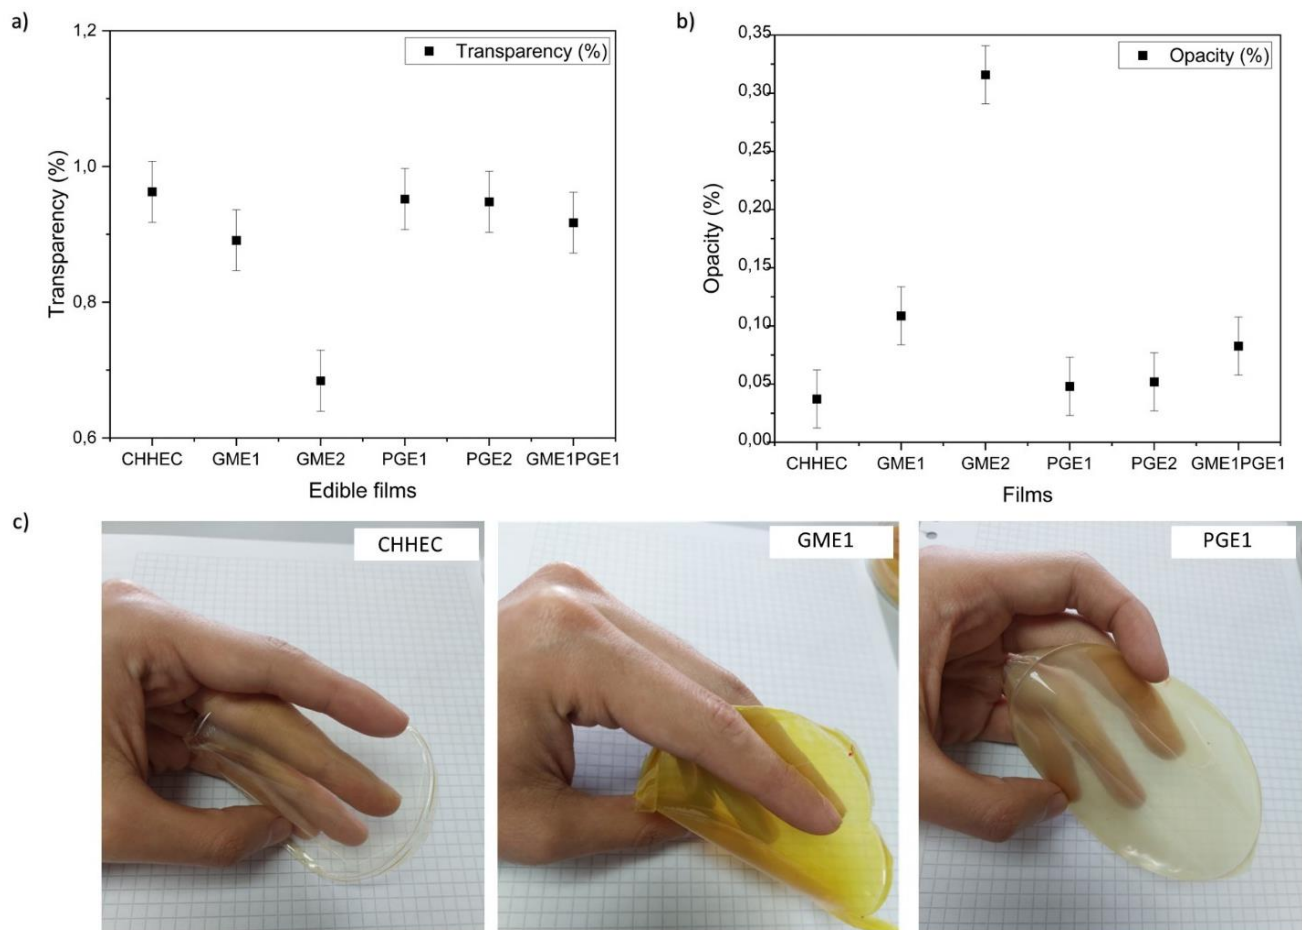 a)
1,2
1,0
0,8
0,6
Transparency (%)
Transparency (%)
CHHEC GME1 GME2 PGE1 PGE2 GME1PGE1
Edible films
b)
0,35
0,30
0,25
0,20
0,15
0,10
0,05
0,00
Opacity (%)
Opacity (%)
CHHEC GME1 GME2 PGE1 PGE2 GME1PGE1
Films
c)
CHHEC
GME1
PGE1